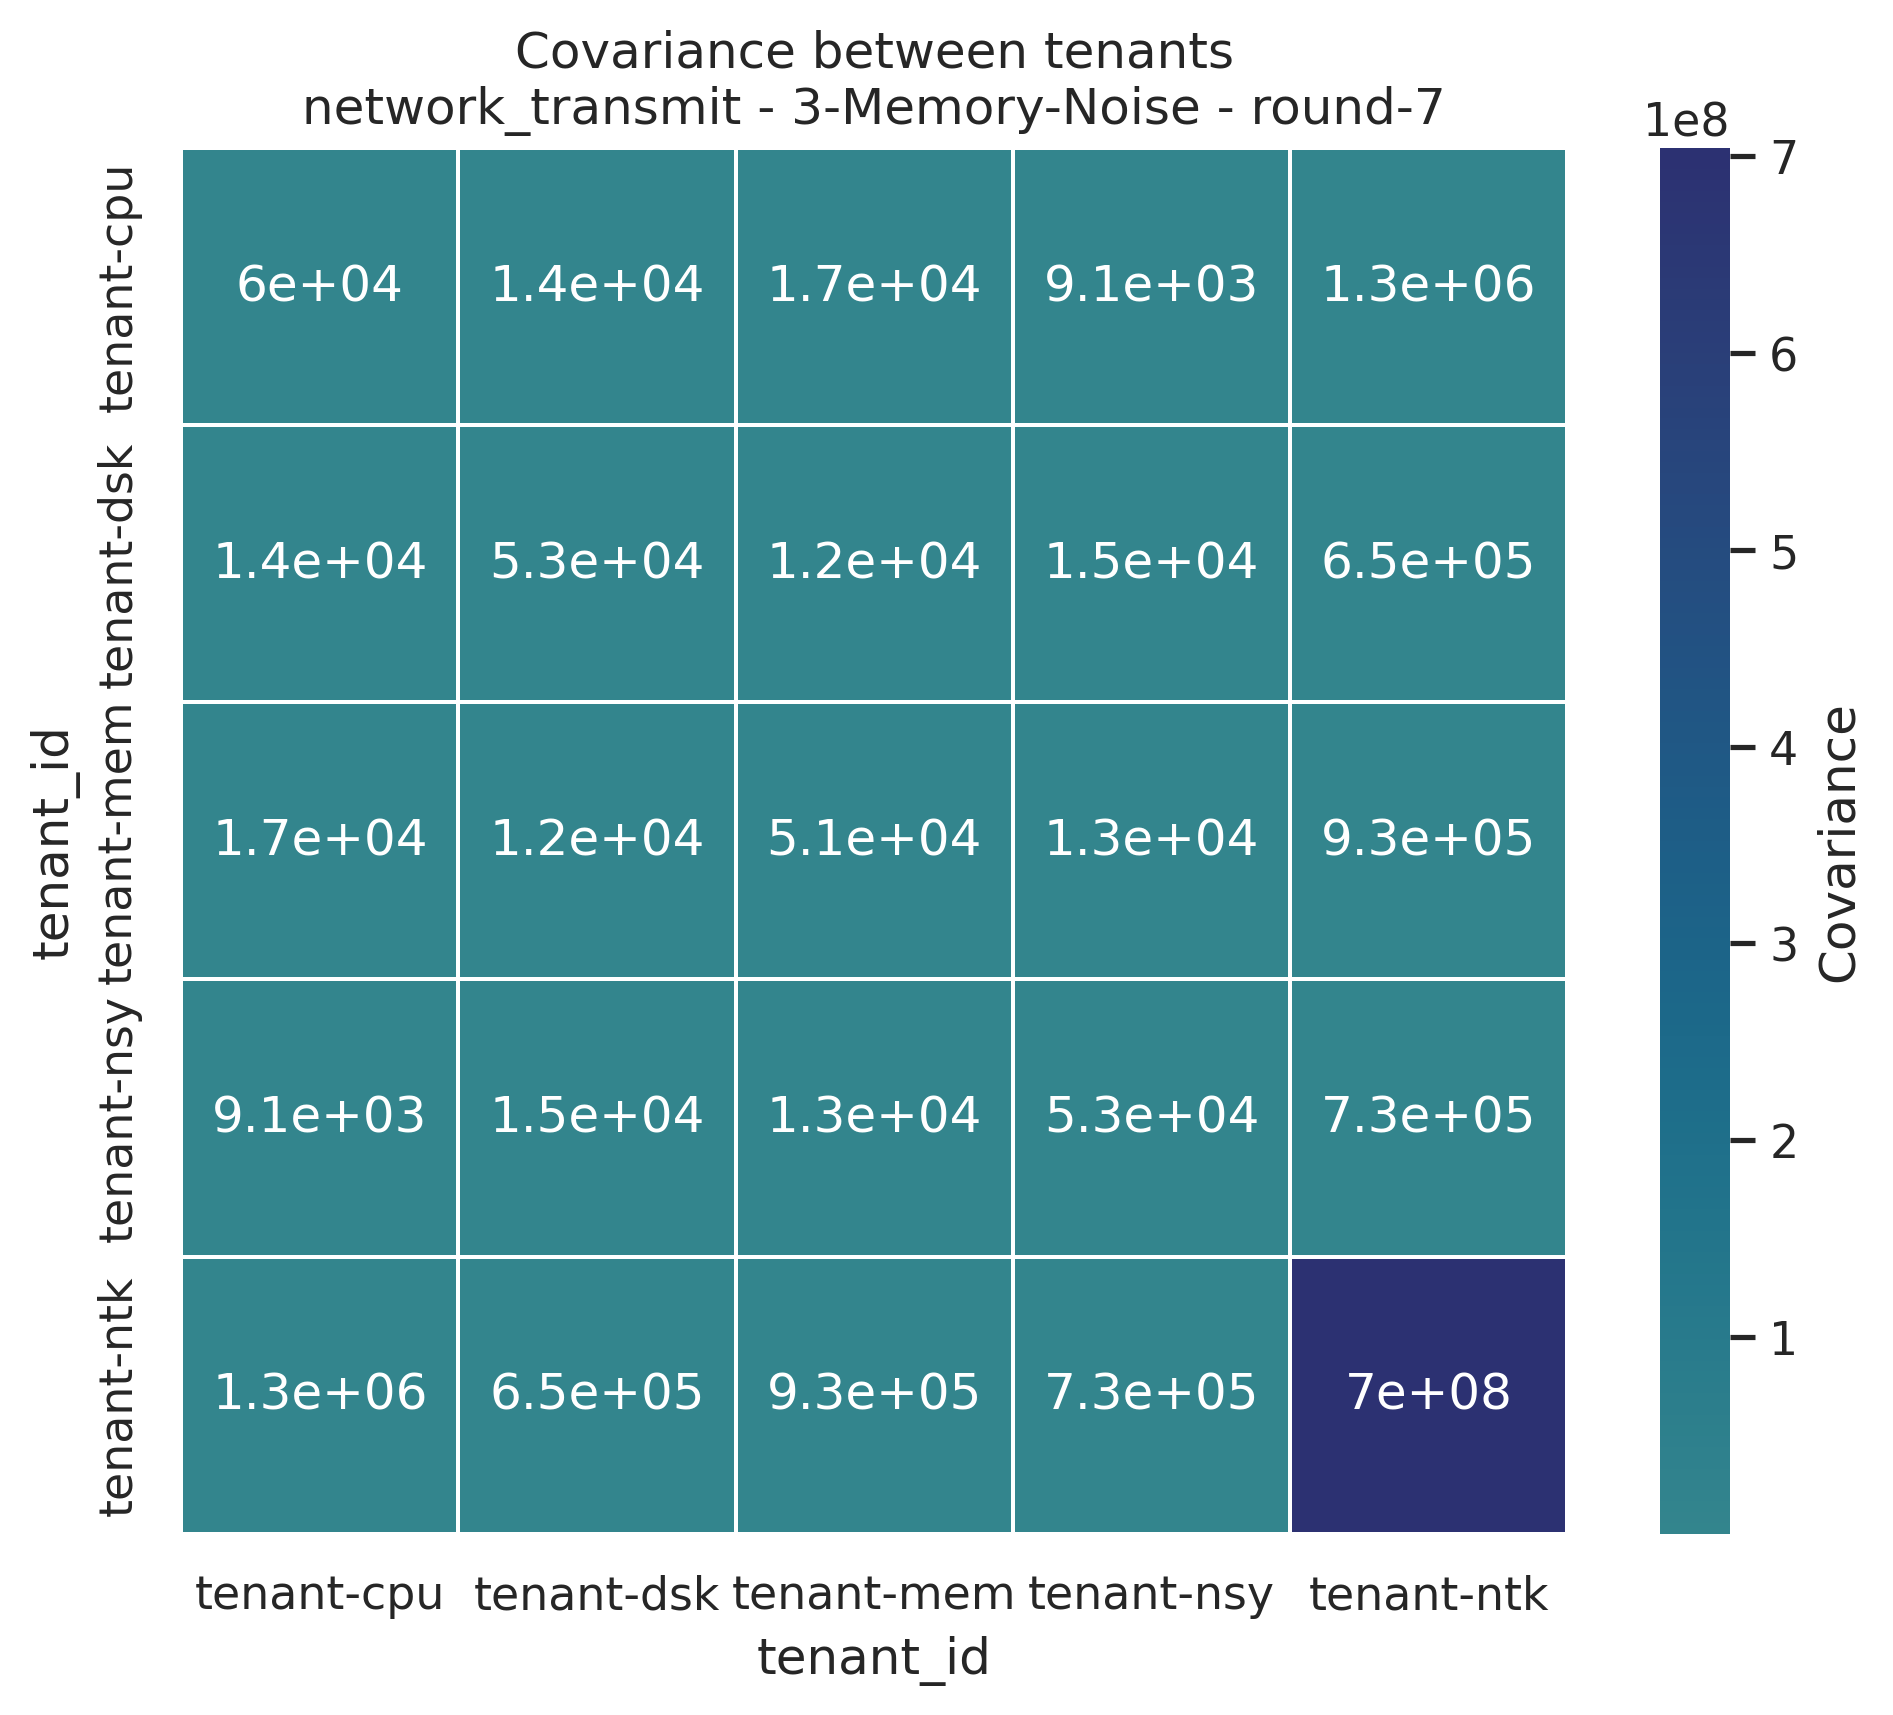 Covariance between tenants
network_transmit - 3-Memory-Noise - round-7
1e8
tenant-cpu
6e+04 1.4e+04 1.7e+04 9.1e+03 1.3e+06
tenant-dsk
1.4e+04 5.3e+04 1.2e+04 1.5e+04 6.5e+05
tenant-mem
1.7e+04 1.2e+04 5.1e+04 1.3e+04 9.3e+05
tenant-nsy
9.1e+03 1.5e+04 1.3e+04 5.3e+04 7.3e+05
tenant-ntk
1.3e+06 6.5e+05 9.3e+05 7.3e+05 7e+08
tenant_id
tenant-cpu tenant-dsk tenant-mem tenant-nsy tenant-ntk
tenant_id
7
6
5
4
3
2
1
Covariance